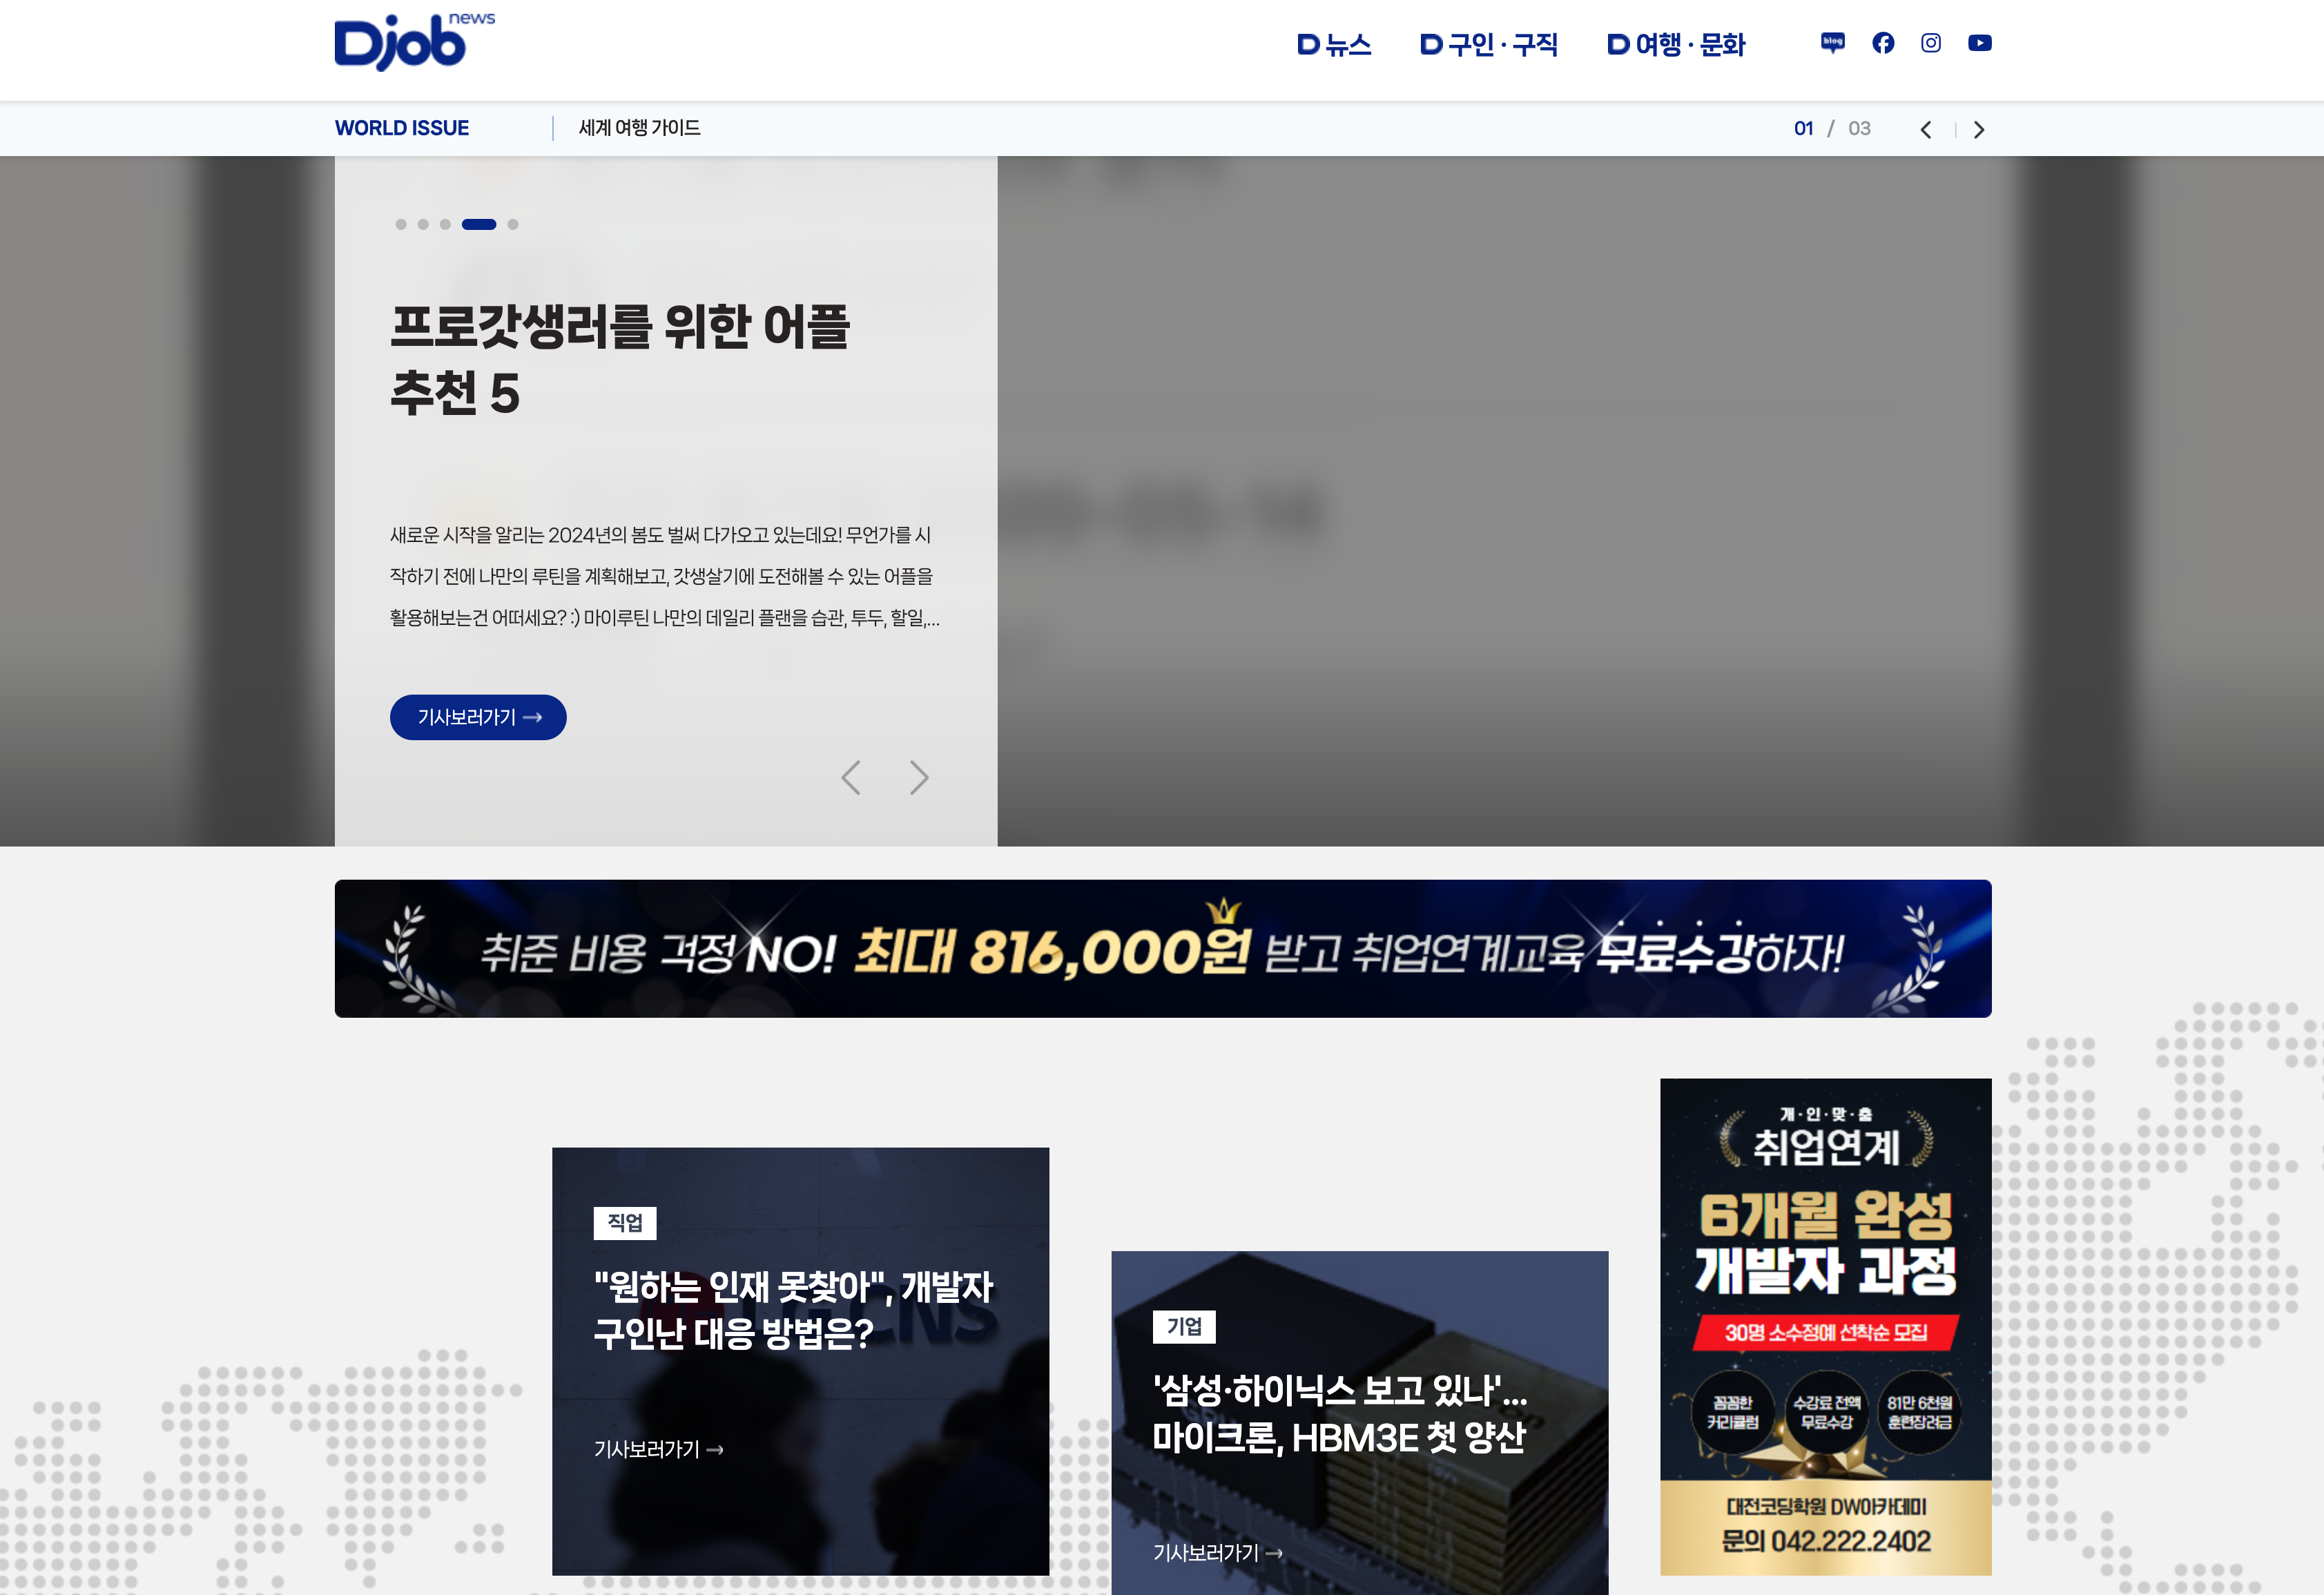 Djob news
뉴스
구인 · 구직
여행 · 문화
blog
WORLD ISSUE
세계 여행 가이드
01 / 03
프로갓생러를 위한 어플
추천 5
새로운 시작을 알리는 2024년의 봄도 벌써 다가오고 있는데요! 무언가를 시
작하기 전에 나만의 루틴을 계획해보고, 갓생살기에 도전해볼 수 있는 어플을
활용해보는건 어떠세요? :) 마이루틴 나만의 데일리 플랜을 습관, 투두, 할일,...
기사보러가기
취준 비용 걱정 NO! 최대 816,000원 받고 취업연계교육 무료수강하자!
직업
"원하는 인재 못찾아", 개발자
구인난 대응 방법은?
LG CNS
기사보러가기
기업
'삼성·하이닉스 보고 있나'...
마이크론, HBM3E 첫 양산
기사보러가기
개·인·맞·춤
취업연계
6개월 완성
개발자 과정
30명 소수정예 선착순 모집
꼼꼼한
커리큘럼
수강료 전액
무료수강
81만 6천원
훈련장려금
대전코딩학원 DW아카데미
문의 042.222.2402